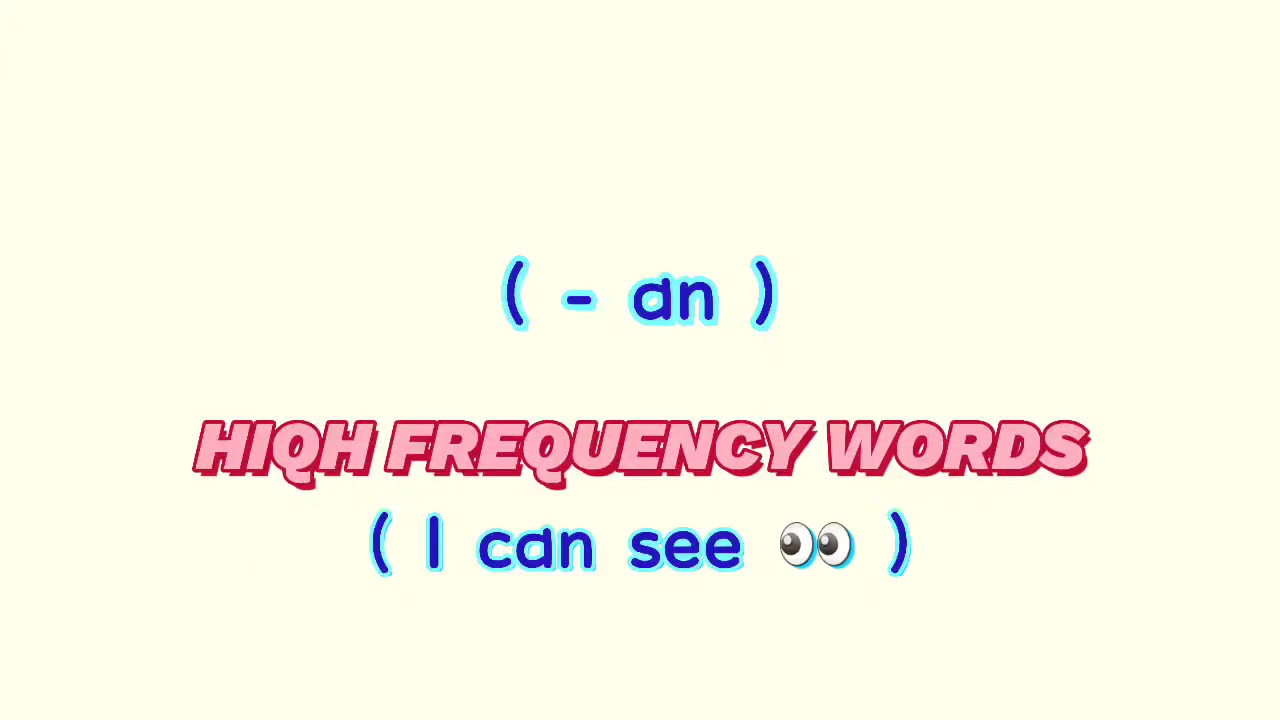 ( - an )
HIQH FREQUENCY WORDS
( I can see 👀 )